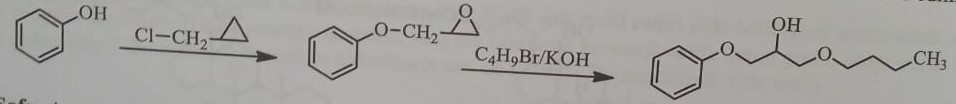 OH
Cl–CH₂
O–CH₂
O
C₄H₉Br/KOH
OH
O
O
CH₃